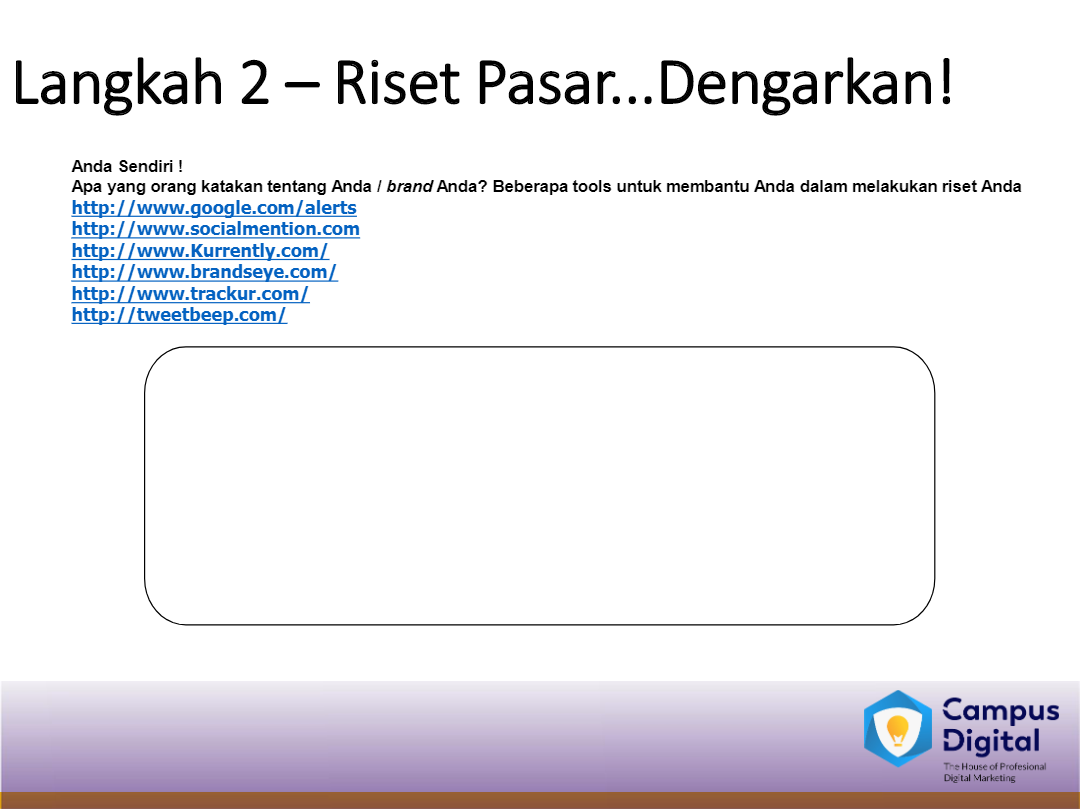 Langkah 2 – Riset Pasar...Dengarkan!
Anda Sendiri !
Apa yang orang katakan tentang Anda / brand Anda? Beberapa tools untuk membantu Anda dalam melakukan riset Anda
http://www.google.com/alerts
http://www.socialmention.com
http://www.Kurrently.com/
http://www.brandseye.com/
http://www.trackur.com/
http://tweetbeep.com/
Campus
Digital
The House of Profesional
Digital Marketing